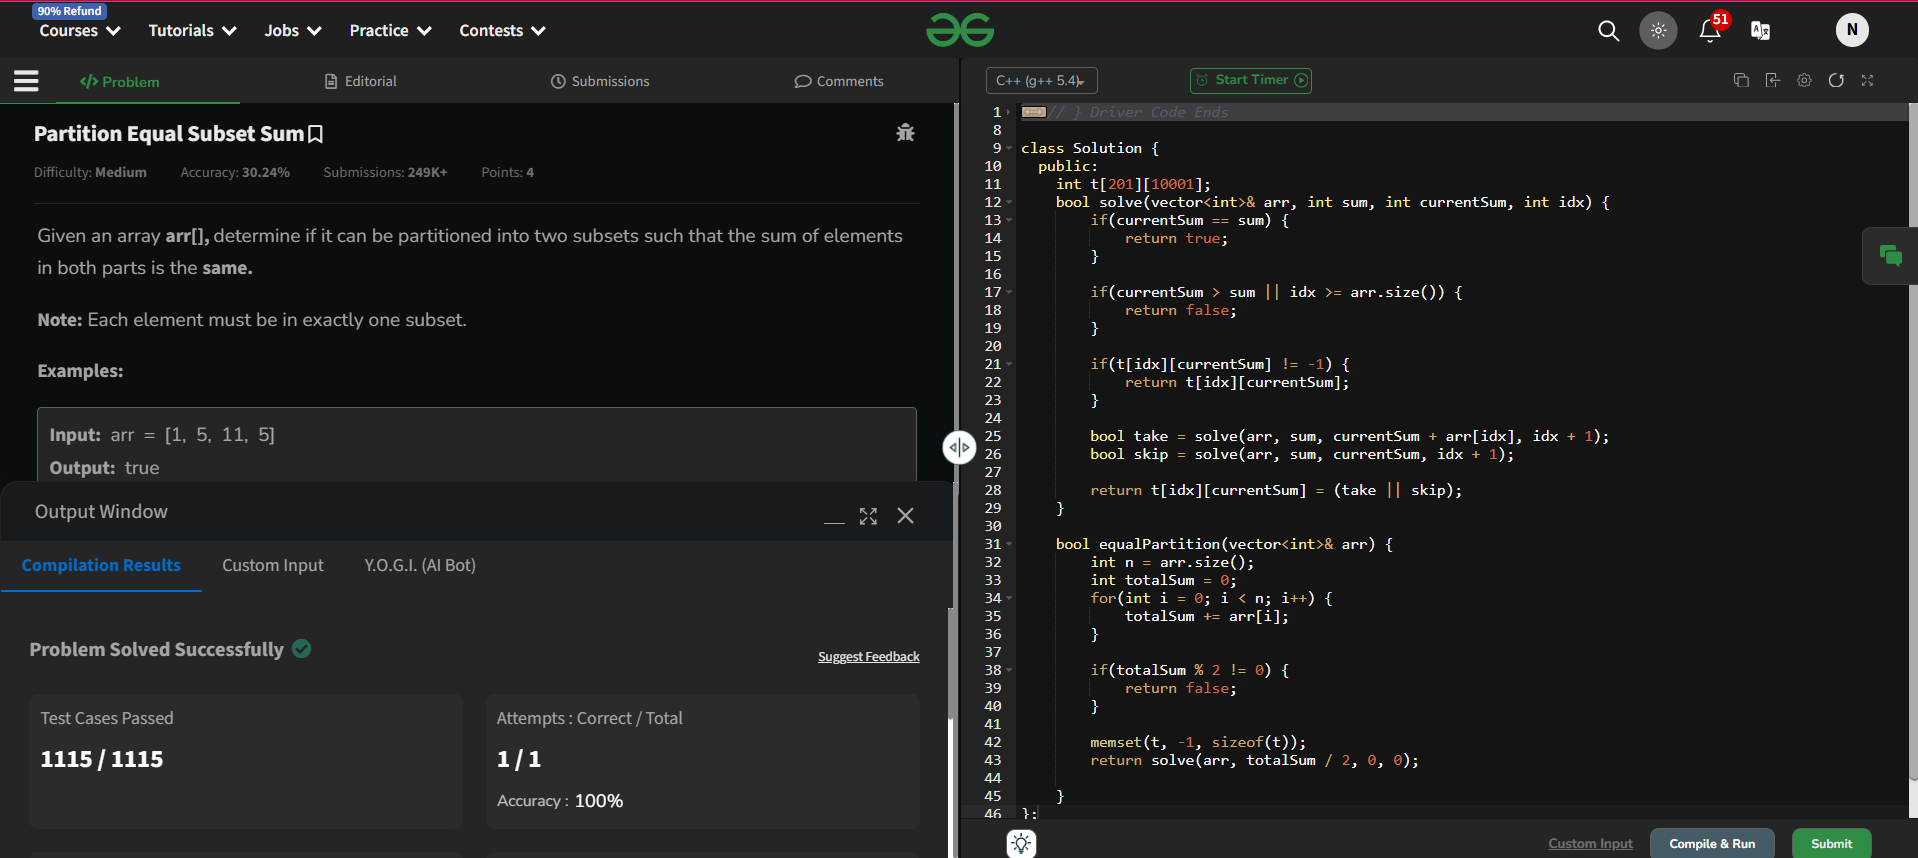 90% Refund
Courses Tutorials Jobs Practice Contests
51
N
Problem Editorial Submissions Comments
C++ (g++ 5.4) Start Timer
Partition Equal Subset Sum
Difficulty: Medium Accuracy: 30.24% Submissions: 249K+ Points: 4
Given an array arr[], determine if it can be partitioned into two subsets such that the sum of elements
in both parts is the same.
Note: Each element must be in exactly one subset.
Examples:
Input: arr = [1, 5, 11, 5]
Output: true
Output Window
Compilation Results Custom Input Y.O.G.I. (AI Bot)
Problem Solved Successfully
Suggest Feedback
Test Cases Passed
1115 / 1115
Attempts : Correct / Total
1 / 1
Accuracy : 100%
1 // } Driver Code Ends
8
9 class Solution {
10 public:
11 int t[201][10001];
12 bool solve(vector<int>& arr, int sum, int currentSum, int idx) {
13 if(currentSum == sum) {
14 return true;
15 }
16
17 if(currentSum > sum || idx >= arr.size()) {
18 return false;
19 }
20
21 if(t[idx][currentSum] != -1) {
22 return t[idx][currentSum];
23 }
24
25 bool take = solve(arr, sum, currentSum + arr[idx], idx + 1);
26 bool skip = solve(arr, sum, currentSum, idx + 1);
27
28 return t[idx][currentSum] = (take || skip);
29 }
30
31 bool equalPartition(vector<int>& arr) {
32 int n = arr.size();
33 int totalSum = 0;
34 for(int i = 0; i < n; i++) {
35 totalSum += arr[i];
36 }
37
38 if(totalSum % 2 != 0) {
39 return false;
40 }
41
42 memset(t, -1, sizeof(t));
43 return solve(arr, totalSum / 2, 0, 0);
44
45 }
46 };
Custom Input Compile & Run Submit